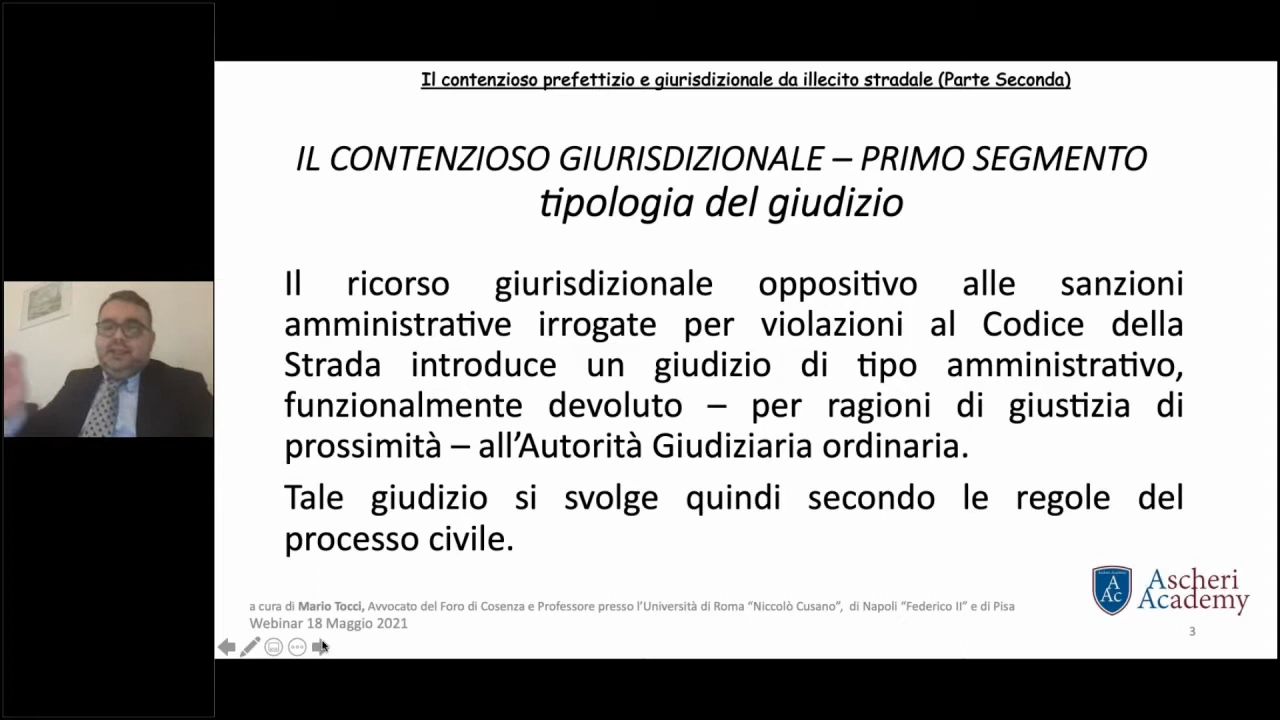 Il contenzioso prefettizio e giurisdizionale da illecito stradale (Parte Seconda)
IL CONTENZIOSO GIURISDIZIONALE – PRIMO SEGMENTO
tipologia del giudizio
Il ricorso giurisdizionale oppositivo alle sanzioni
amministrative irrogate per violazioni al Codice della
Strada introduce un giudizio di tipo amministrativo,
funzionalmente devoluto – per ragioni di giustizia di
prossimità – all’Autorità Giudiziaria ordinaria.
Tale giudizio si svolge quindi secondo le regole del
processo civile.
a cura di Mario Tocci, Avvocato del Foro di Cosenza e Professore presso l’Università di Roma “Niccolò Cusano”, di Napoli “Federico II” e di Pisa
Webinar 18 Maggio 2021
A
Ac
Ascheri
Academy
3